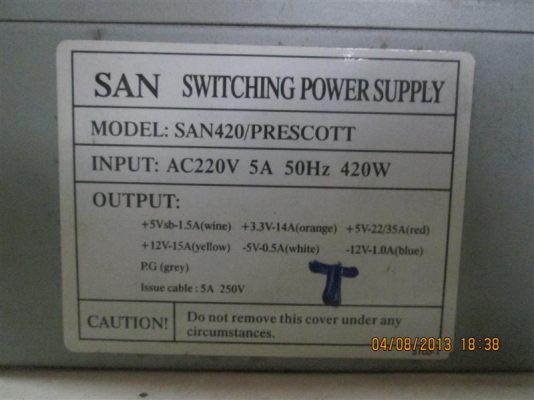 SAN SWITCHING POWER SUPPLY
MODEL: SAN420/PRESCOTT
INPUT: AC220V 5A 50Hz 420W
OUTPUT:
+5Vsb-1.5A(wine) +3.3V-14A(orange) +5V-22/35A(red)
+12V-15A(yellow) -5V-0.5A(white) -12V-1.0A(blue)
P.G (grey)
T
Issue cable : 5A 250V
CAUTION! Do not remove this cover under any
circumstances.
04/08/2013 18:38